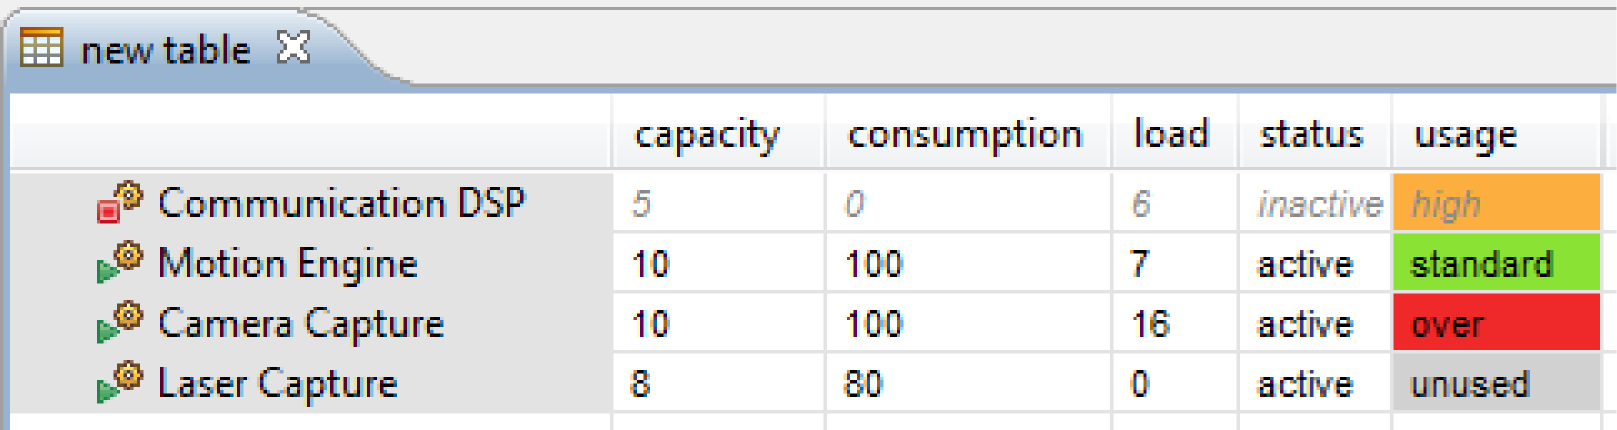 new table
capacity consumption load status usage
Communication DSP 5 0 6 inactive high
Motion Engine 10 100 7 active standard
Camera Capture 10 100 16 active over
Laser Capture 8 80 0 active unused